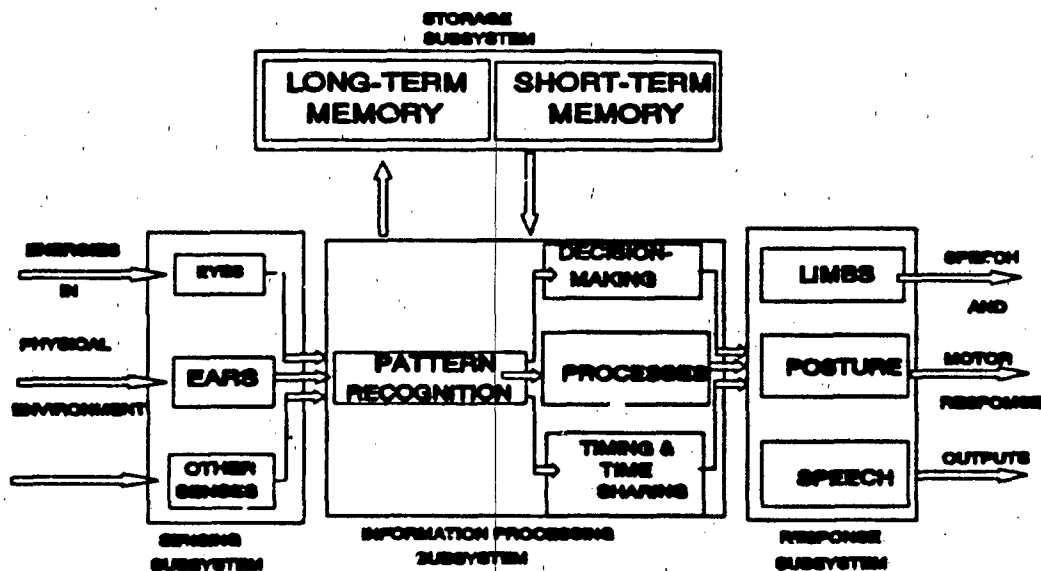 STORAGE
SUBSYSTEM
LONG-TERM
MEMORY
SHORT-TERM
MEMORY
ENERGIES
IN
PHYSICAL
ENVIRONMENT
EYES
EARS
OTHER
SENSES
SENSING
SUBSYSTEM
PATTERN
RECOGNITION
DECISION-
MAKING
PROCESSES
TIMING &
TIME
SHARING
INFORMATION PROCESSING
SUBSYSTEM
LIMBS
POSTURE
SPEECH
RESPONSE
SUBSYSTEM
SPEECH
AND
MOTOR
RESPONSE
OUTPUTS